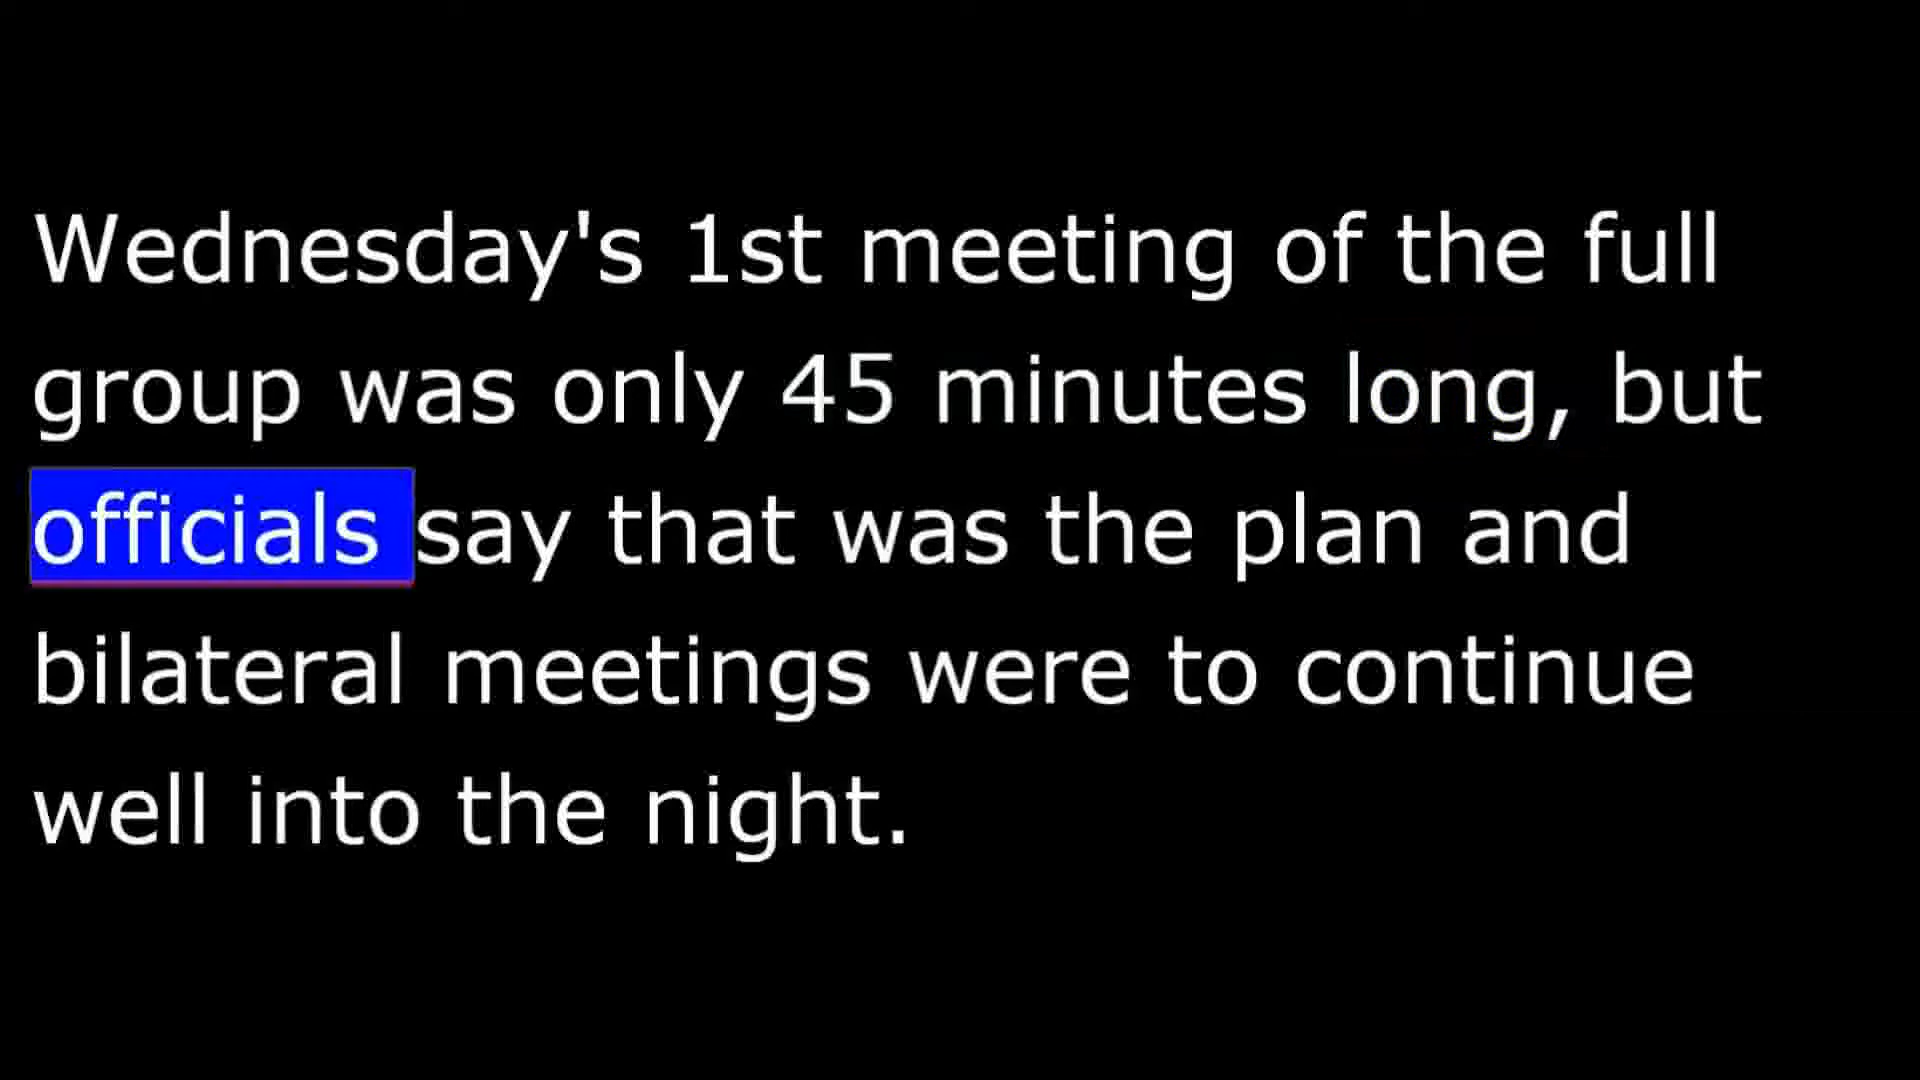 Wednesday's 1st meeting of the full
group was only 45 minutes long, but
officials say that was the plan and
bilateral meetings were to continue
well into the night.